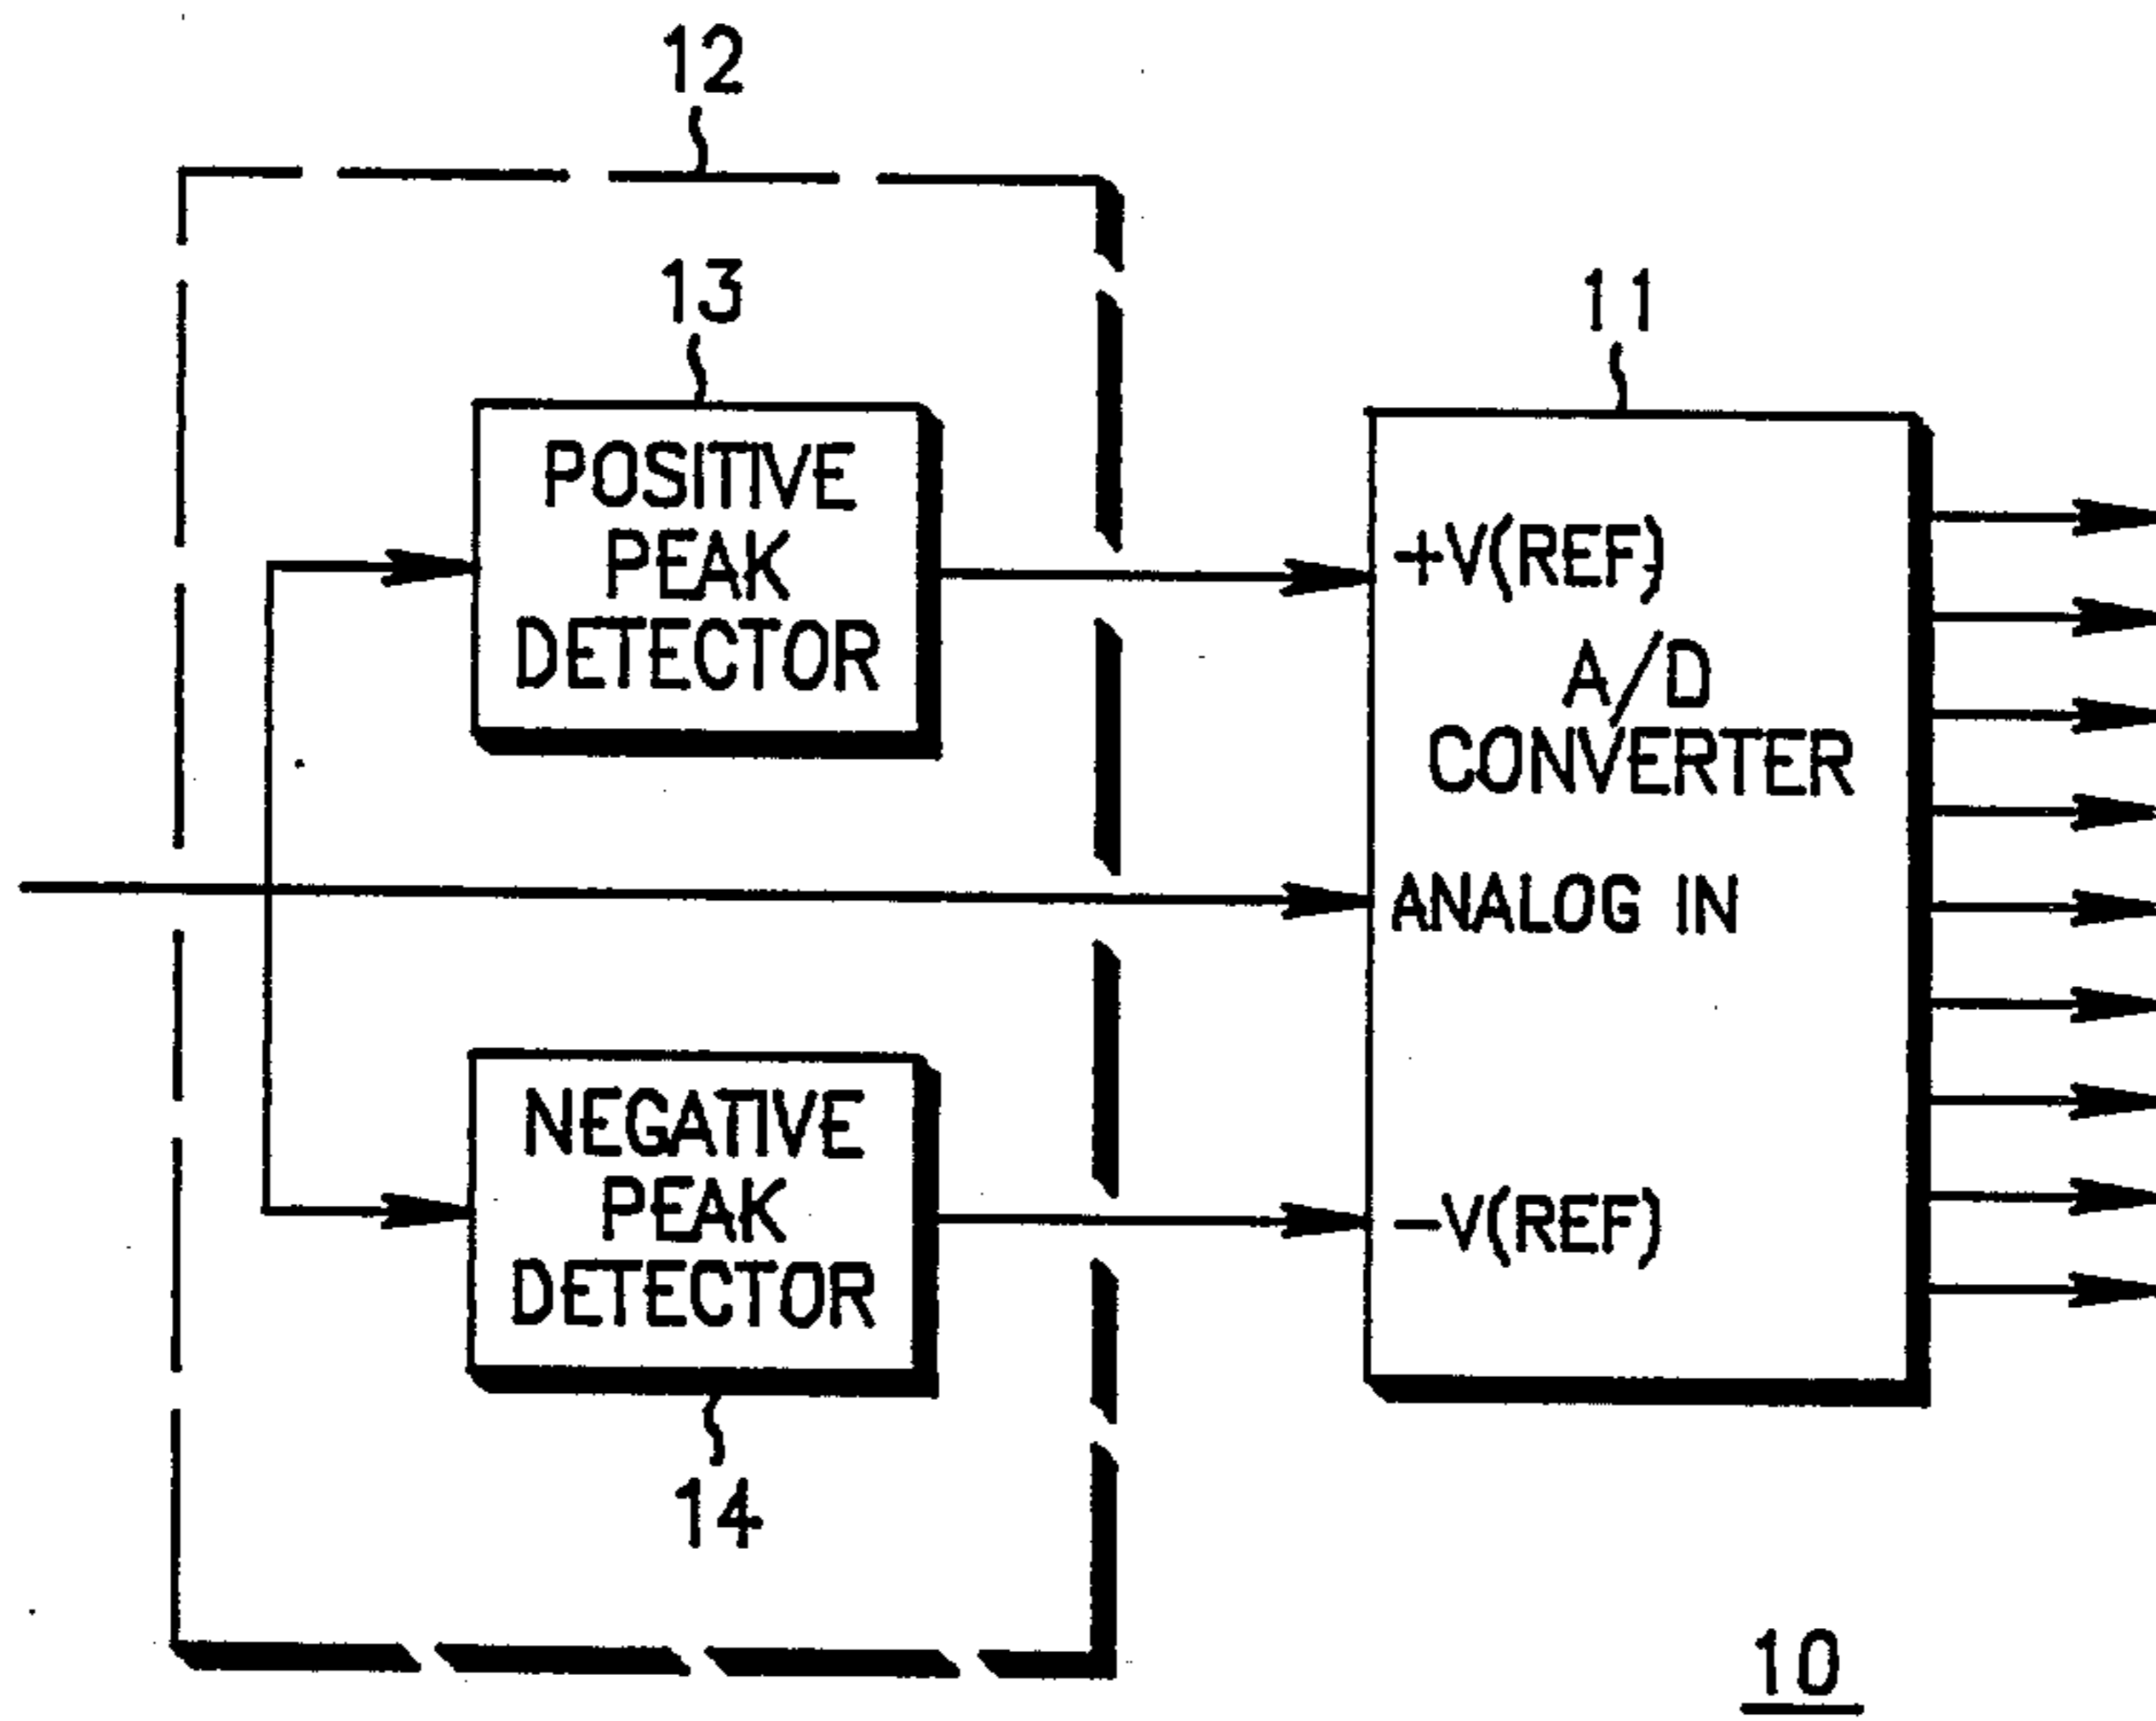 12
13
11
POSITIVE
PEAK
DETECTOR
+V(REF)
A/D
CONVERTER
ANALOG IN
NEGATIVE
PEAK
DETECTOR
-V(REF)
14
10